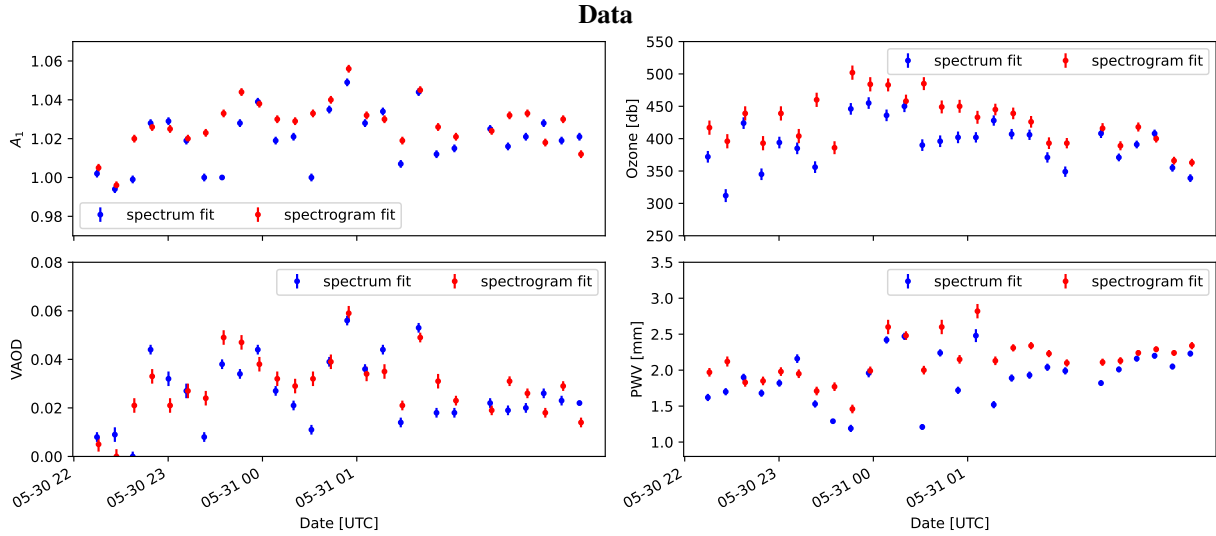 Data
A1
1.06
1.04
1.02
1.00
0.98
spectrum fit
spectrogram fit
Ozone [db]
550
500
450
400
350
300
250
spectrum fit
spectrogram fit
VAOD
0.08
0.06
0.04
0.02
0.00
spectrum fit
spectrogram fit
05-30 22
05-30 23
05-31 00
05-31 01
Date [UTC]
PWV [mm]
3.5
3.0
2.5
2.0
1.5
1.0
spectrum fit
spectrogram fit
05-30 22
05-30 23
05-31 00
05-31 01
Date [UTC]